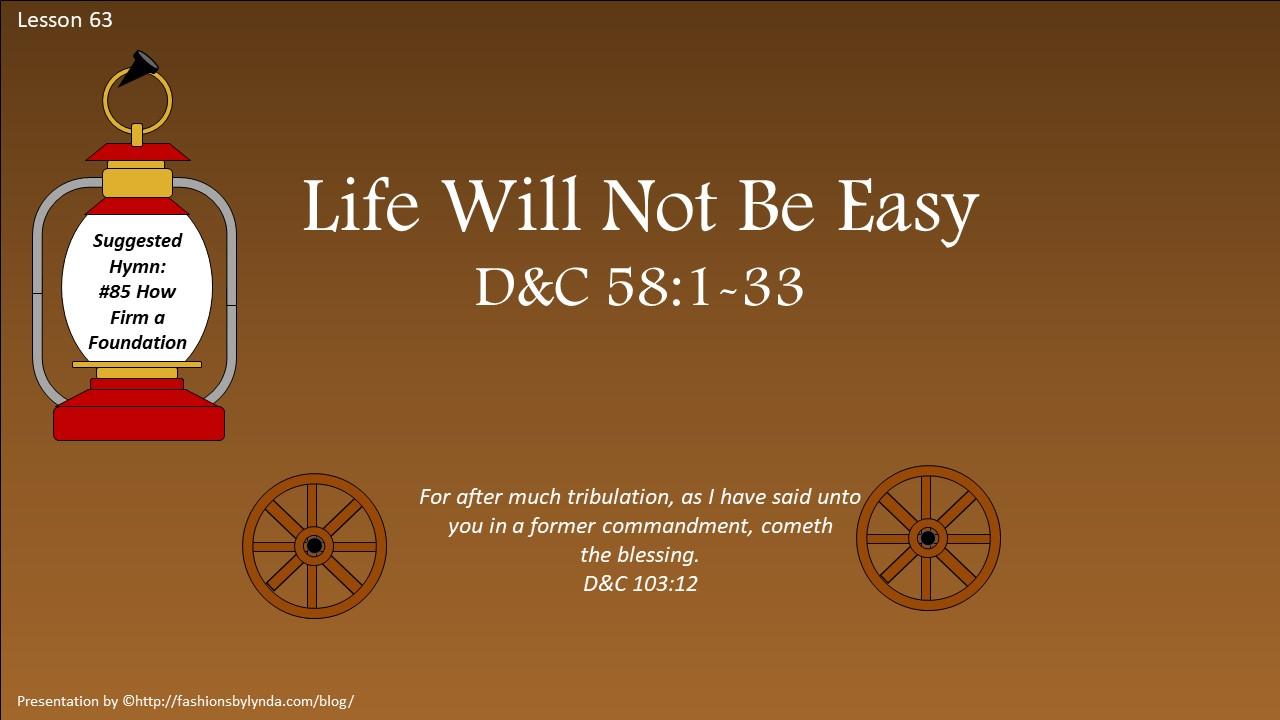 Lesson 63
Suggested
Hymn:
#85 How
Firm a
Foundation
Life Will Not Be Easy
D&C 58:1-33
For after much tribulation, as I have said unto
you in a former commandment, cometh
the blessing.
D&C 103:12
Presentation by ©http://fashionsbylynda.com/blog/